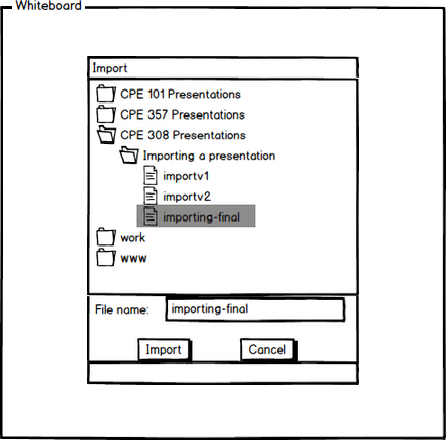 Whiteboard
Import
CPE 101 Presentations
CPE 357 Presentations
CPE 308 Presentations
Importing a presentation
importv1
importv2
importing-final
work
www
File name: importing-final
Import Cancel